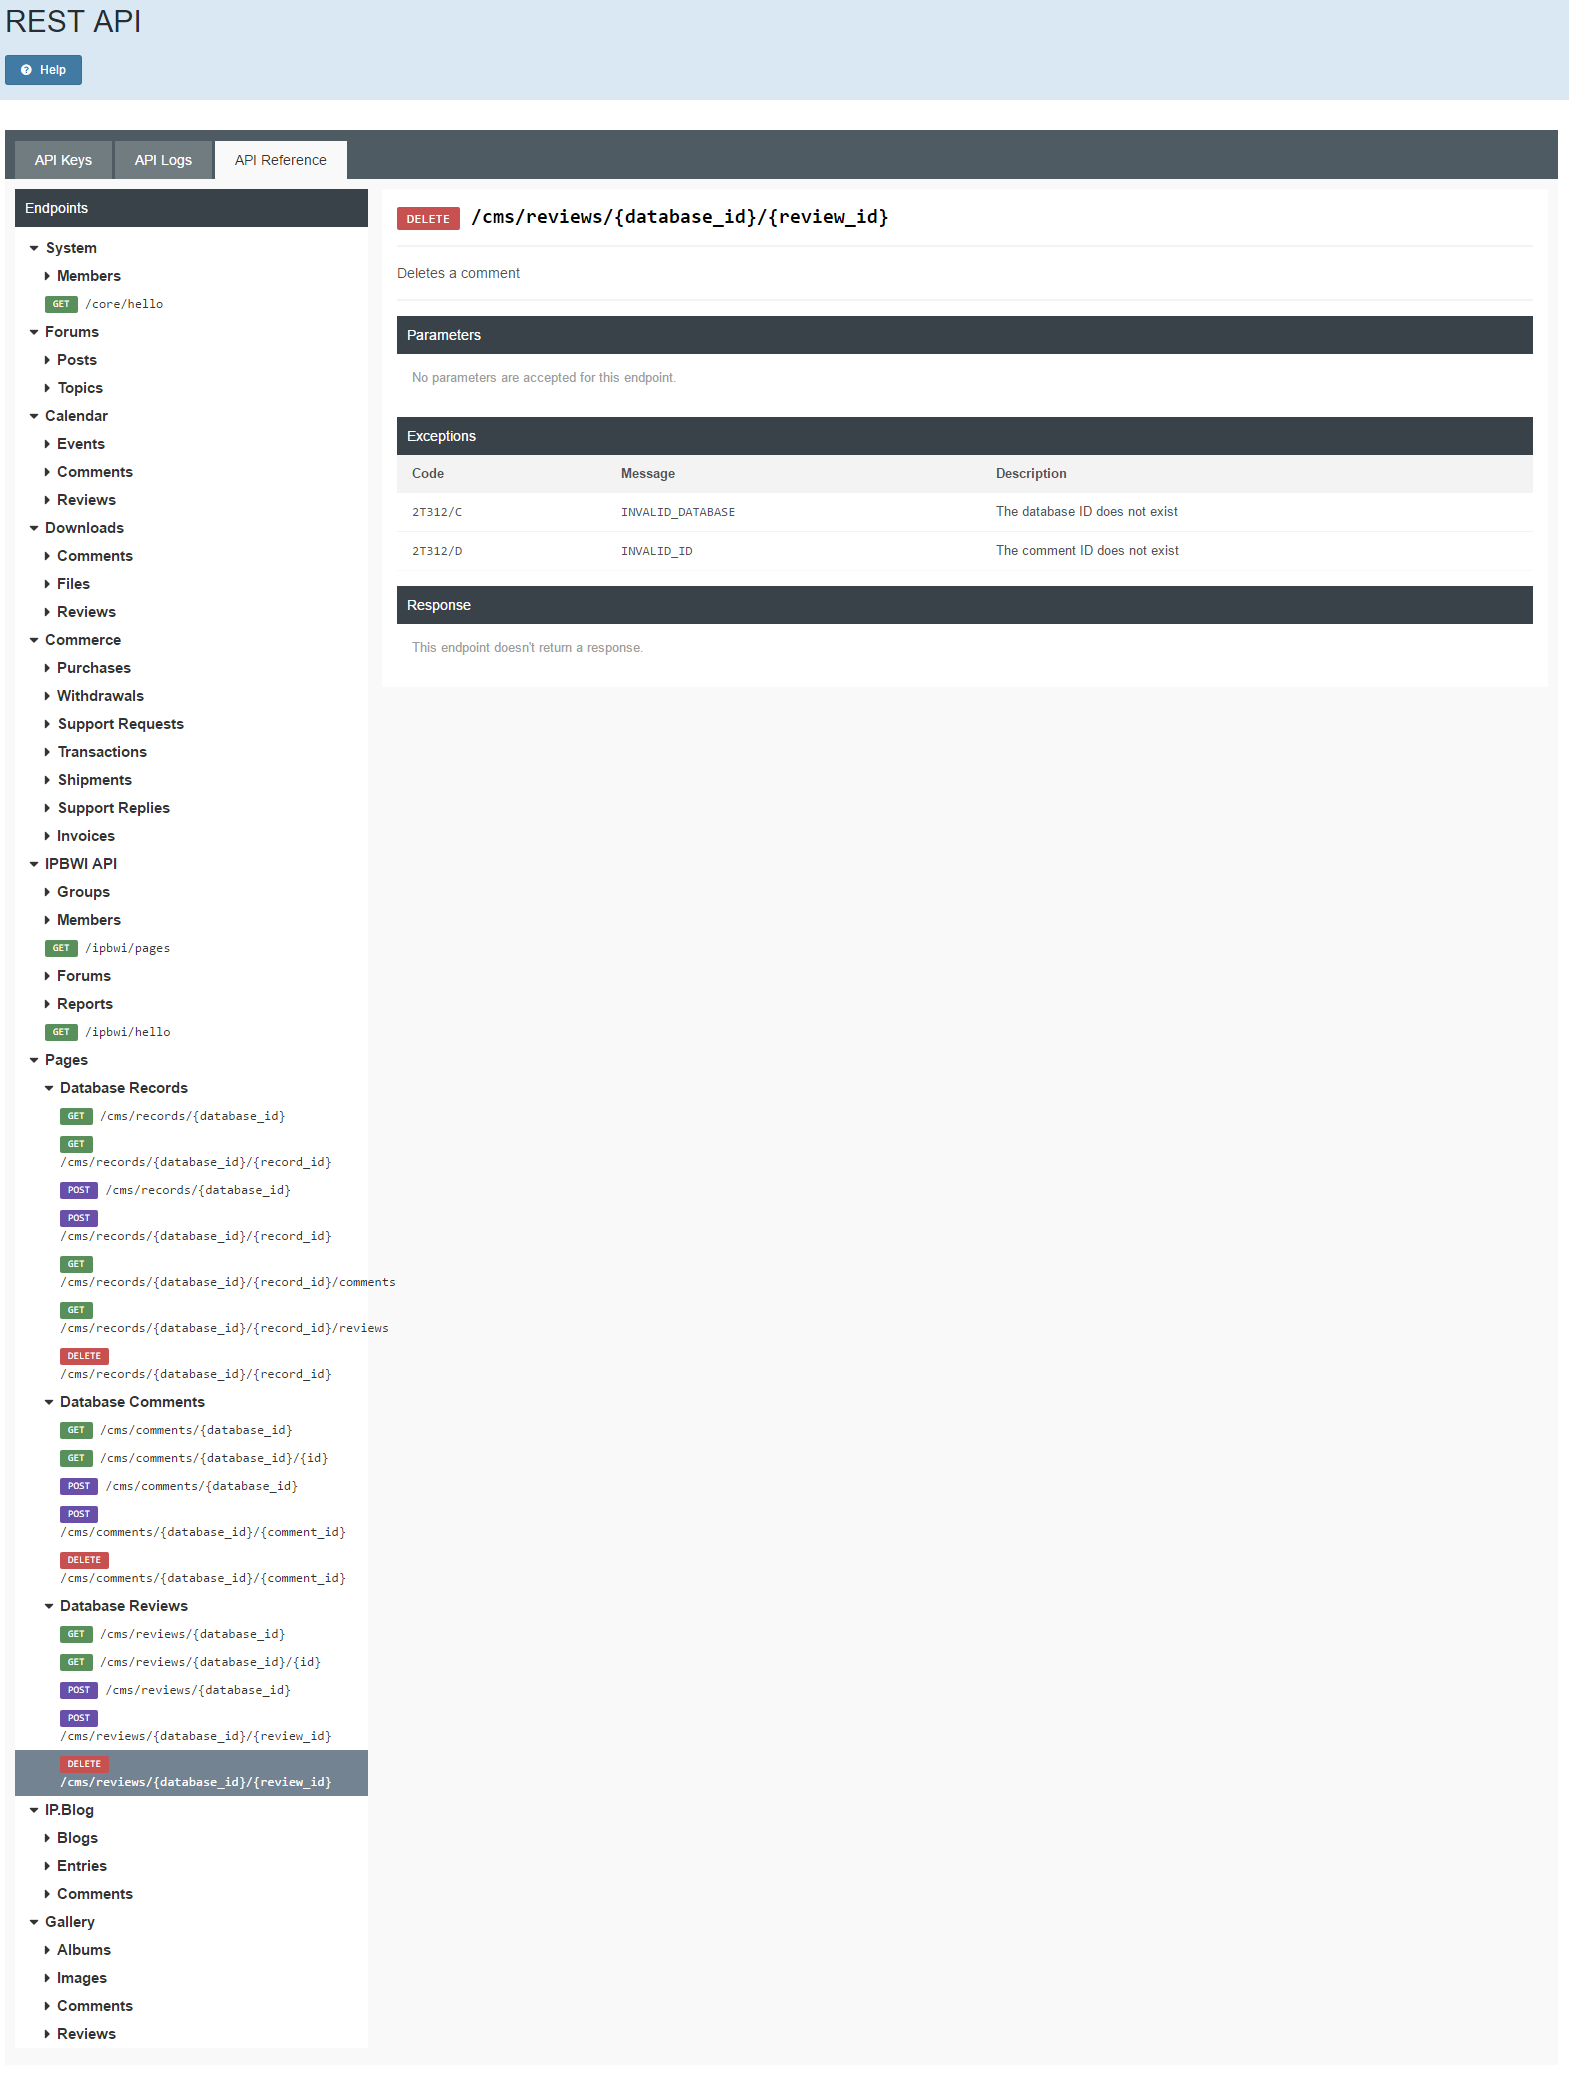 REST API
Help
API Keys
API Logs
API Reference
Endpoints
System
Members
GET /core/hello
Forums
Posts
Topics
Calendar
Events
Comments
Reviews
Downloads
Comments
Files
Reviews
Commerce
Purchases
Withdrawals
Support Requests
Transactions
Shipments
Support Replies
Invoices
IPBWI API
Groups
Members
GET /ipbwi/pages
Forums
Reports
GET /ipbwi/hello
Pages
Database Records
GET /cms/records/{database_id}
GET
/cms/records/{database_id}/{record_id}
POST /cms/records/{database_id}
POST
/cms/records/{database_id}/{record_id}
GET
/cms/records/{database_id}/{record_id}/comments
GET
/cms/records/{database_id}/{record_id}/reviews
DELETE
/cms/records/{database_id}/{record_id}
Database Comments
GET /cms/comments/{database_id}
GET /cms/comments/{database_id}/{id}
POST /cms/comments/{database_id}
POST
/cms/comments/{database_id}/{comment_id}
DELETE
/cms/comments/{database_id}/{comment_id}
Database Reviews
GET /cms/reviews/{database_id}
GET /cms/reviews/{database_id}/{id}
POST /cms/reviews/{database_id}
POST
/cms/reviews/{database_id}/{review_id}
DELETE
/cms/reviews/{database_id}/{review_id}
IP.Blog
Blogs
Entries
Comments
Gallery
Albums
Images
Comments
Reviews
DELETE /cms/reviews/{database_id}/{review_id}
Deletes a comment
Parameters
No parameters are accepted for this endpoint.
Exceptions
Code Message Description
2T312/C INVALID_DATABASE The database ID does not exist
2T312/D INVALID_ID The comment ID does not exist
Response
This endpoint doesn't return a response.